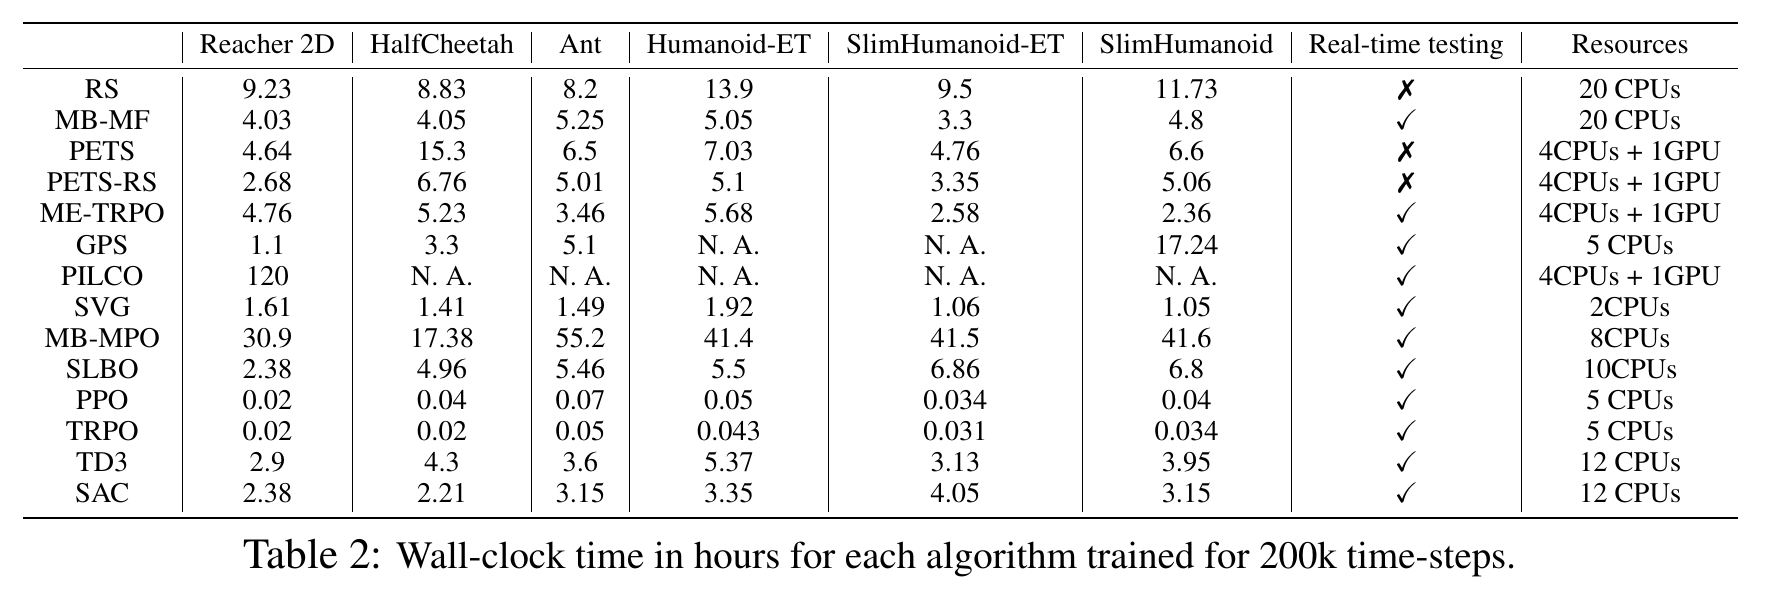 Reacher 2D HalfCheetah Ant Humanoid-ET SlimHumanoid-ET SlimHumanoid Real-time testing Resources
RS 9.23 8.83 8.2 13.9 9.5 11.73 ✗ 20 CPUs
MB-MF 4.03 4.05 5.25 5.05 3.3 4.8 ✓ 20 CPUs
PETS 4.64 15.3 6.5 7.03 4.76 6.6 ✗ 4CPUs + 1GPU
PETS-RS 2.68 6.76 5.01 5.1 3.35 5.06 ✗ 4CPUs + 1GPU
ME-TRPO 4.76 5.23 3.46 5.68 2.58 2.36 ✓ 4CPUs + 1GPU
GPS 1.1 3.3 5.1 N. A. N. A. 17.24 ✓ 5 CPUs
PILCO 120 N. A. N. A. N. A. N. A. N. A. ✓ 4CPUs + 1GPU
SVG 1.61 1.41 1.49 1.92 1.06 1.05 ✓ 2CPUs
MB-MPO 30.9 17.38 55.2 41.4 41.5 41.6 ✓ 8CPUs
SLBO 2.38 4.96 5.46 5.5 6.86 6.8 ✓ 10CPUs
PPO 0.02 0.04 0.07 0.05 0.034 0.04 ✓ 5 CPUs
TRPO 0.02 0.02 0.05 0.043 0.031 0.034 ✓ 5 CPUs
TD3 2.9 4.3 3.6 5.37 3.13 3.95 ✓ 12 CPUs
SAC 2.38 2.21 3.15 3.35 4.05 3.15 ✓ 12 CPUs
Table 2: Wall-clock time in hours for each algorithm trained for 200k time-steps.